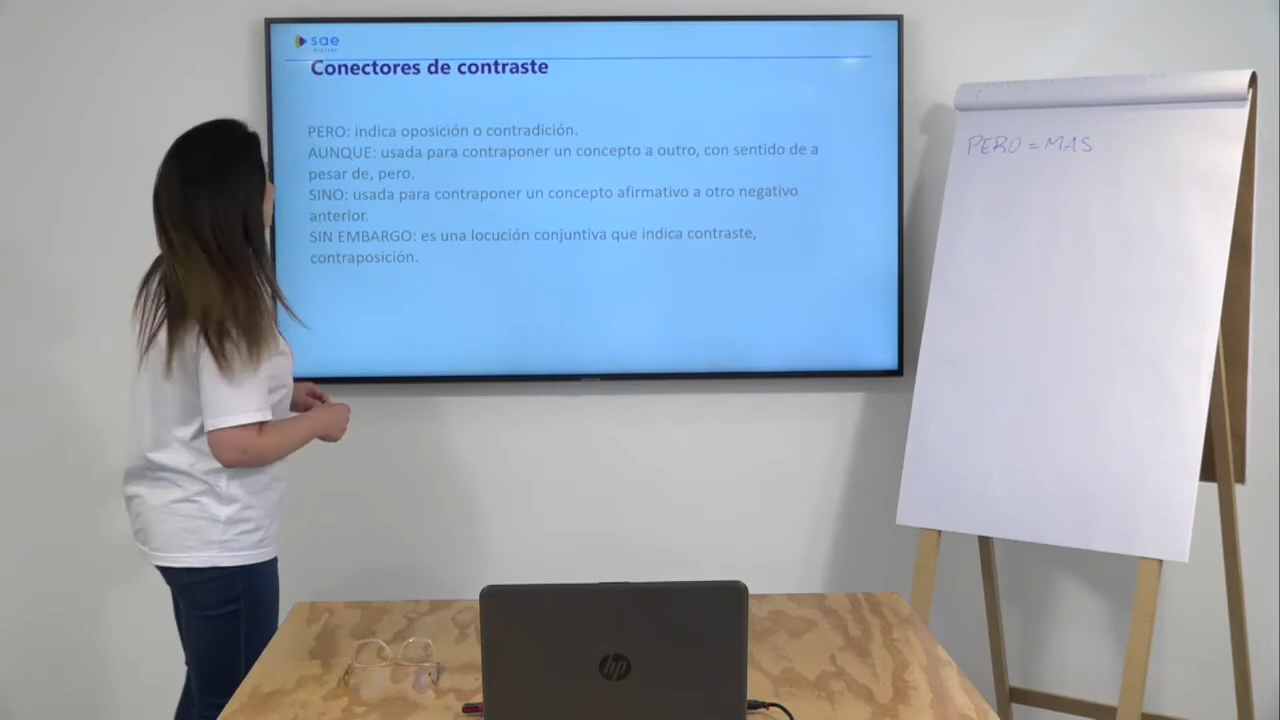 sae
DIGITAL
Conectores de contraste
PERO: indica oposición o contradición.
AUNQUE: usada para contraponer un concepto a outro, con sentido de a
pesar de, pero.
SINO: usada para contraponer un concepto afirmativo a otro negativo
anterior.
SIN EMBARGO: es una locución conjuntiva que indica contraste,
contraposición.
PERO = MAS
hp